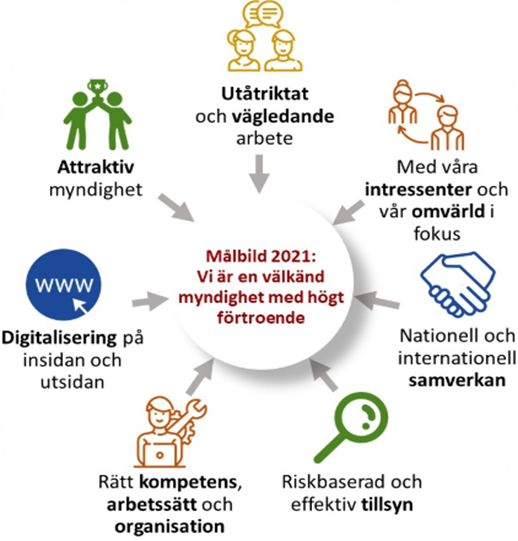 Utåtriktat
och vägledande
arbete
Attraktiv
myndighet
Med våra
intressenter och
vår omvärld i
fokus
Målbild 2021:
Vi är en välkänd
myndighet med högt
förtroende
www
Digitalisering på
insidan och
utsidan
Nationell och
internationell
samverkan
Rätt kompetens,
arbetssätt och
organisation
Riskbaserad och
effektiv tillsyn